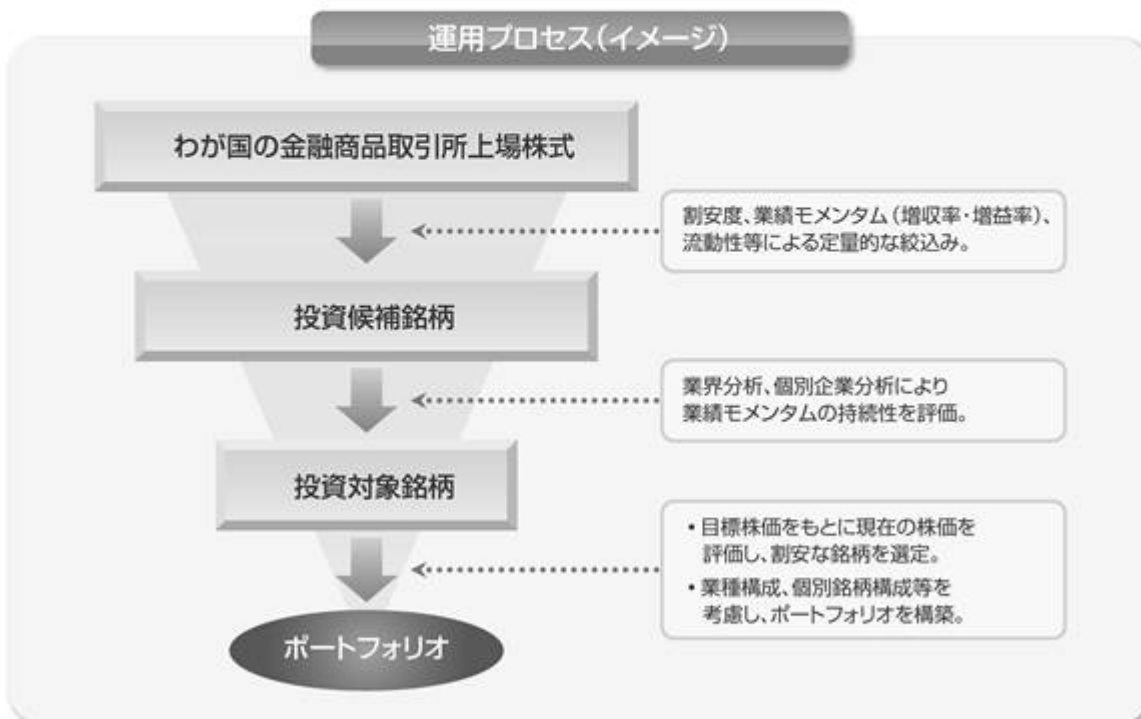 運用プロセス(イメージ)
わが国の金融商品取引所上場株式
割安度、業績モメンタム(増収率・増益率)、
流動性等による定量的な絞込み。
投資候補銘柄
業界分析、個別企業分析により
業績モメンタムの持続性を評価。
投資対象銘柄
・目標株価をもとに現在の株価を
評価し、割安な銘柄を選定。
・業種構成、個別銘柄構成等を
考慮し、ポートフォリオを構築。
ポートフォリオ